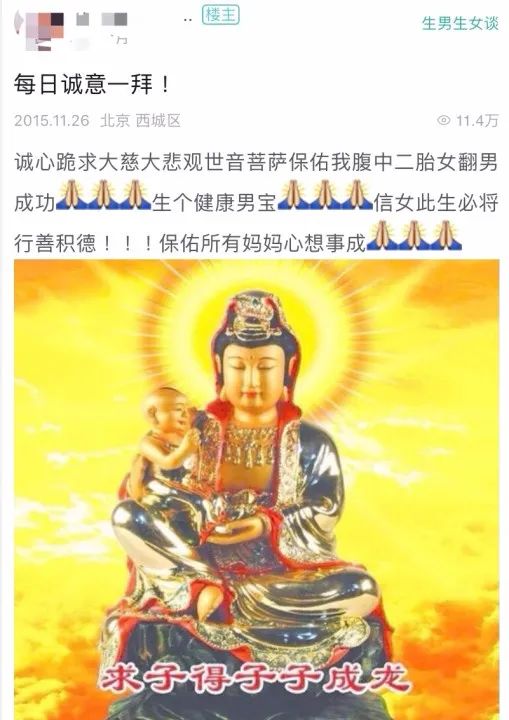 .. 楼主
生男生女谈
每日诚意一拜！
2015.11.26 北京 西城区 11.4万
诚心跪求大慈大悲观世音菩萨保佑我腹中二胎女翻男
成功🙏🙏🙏生个健康男宝🙏🙏🙏信女此生必将
行善积德！！！保佑所有妈妈心想事成🙏🙏🙏
求子得子子成龙